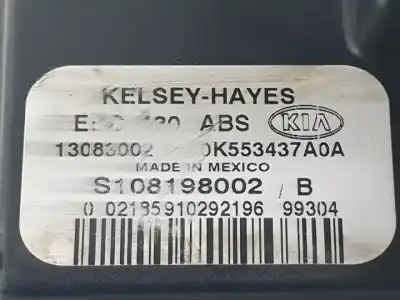 KELSEY-HAYES
ABS KIA
13083002 0K553437A0A
MADE IN MEXICO
S108198002 / B
0 02185910292196 99304